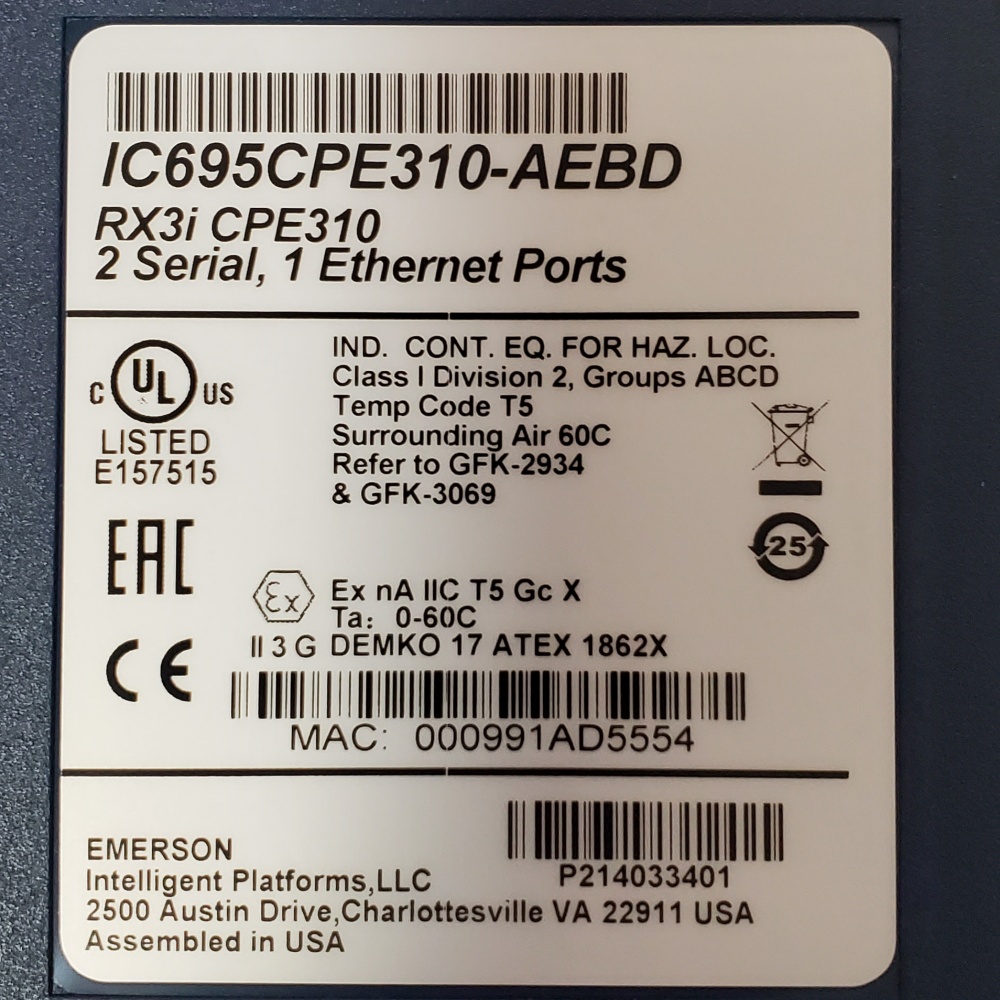 IC695CPE310-AEBD
RX3i CPE310
2 Serial, 1 Ethernet Ports
C UL US
LISTED
E157515
IND. CONT. EQ. FOR HAZ. LOC.
Class I Division 2, Groups ABCD
Temp Code T5
Surrounding Air 60C
Refer to GFK-2934
& GFK-3069
25
EAC
CE
Ex
Ex nA IIC T5 Gc X
Ta: 0-60C
II 3 G DEMKO 17 ATEX 1862X
MAC: 000991AD5554
P214033401
EMERSON
Intelligent Platforms,LLC
2500 Austin Drive,Charlottesville VA 22911 USA
Assembled in USA